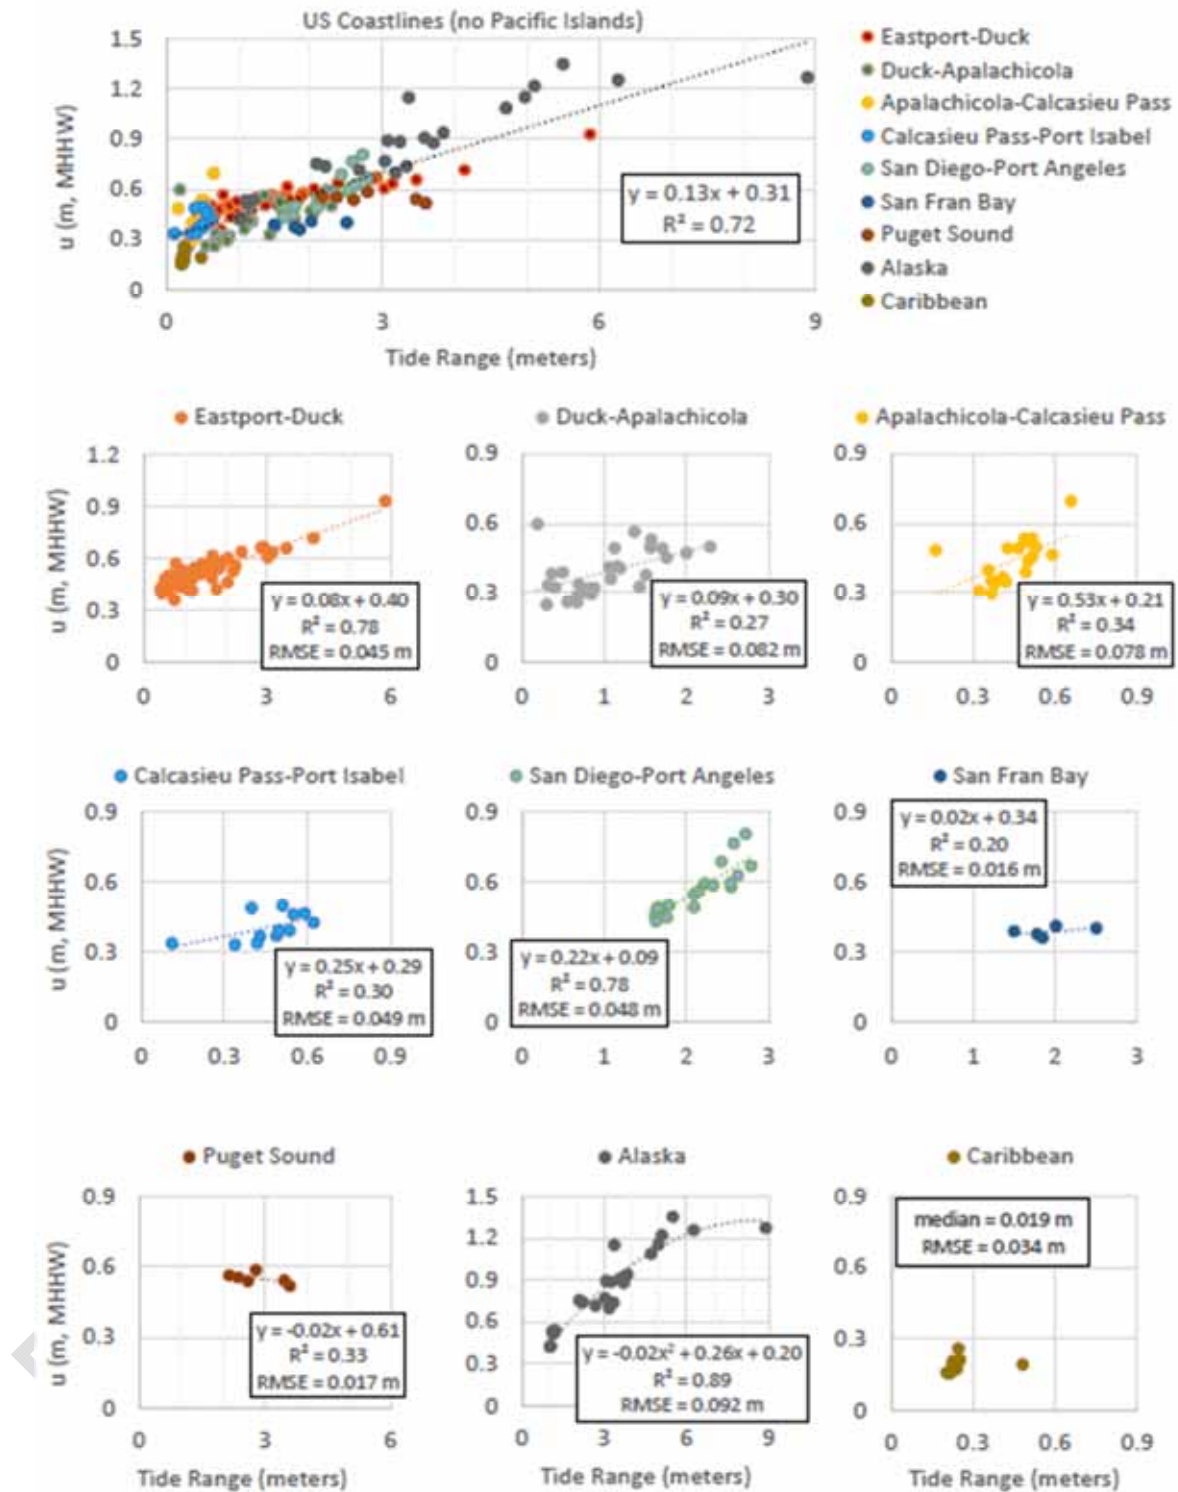 US Coastlines (no Pacific Islands)
1.5
1.2
0.9
0.6
0.3
0
u (m, MHHW)
y = 0.13x + 0.31
R² = 0.72
0 3 6 9
Tide Range (meters)
Eastport-Duck
Duck-Apalachicola
Apalachicola-Calcasieu Pass
Calcasieu Pass-Port Isabel
San Diego-Port Angeles
San Fran Bay
Puget Sound
Alaska
Caribbean
Eastport-Duck
1.2
0.9
0.6
0.3
0
u (m, MHHW)
y = 0.08x + 0.40
R² = 0.78
RMSE = 0.045 m
0 3 6
Duck-Apalachicola
0.9
0.6
0.3
0
y = 0.09x + 0.30
R² = 0.27
RMSE = 0.082 m
0 1 2 3
Apalachicola-Calcasieu Pass
0.9
0.6
0.3
0
y = 0.53x + 0.21
R² = 0.34
RMSE = 0.078 m
0 0.3 0.6 0.9
Calcasieu Pass-Port Isabel
0.9
0.6
0.3
0
u (m, MHHW)
y = 0.25x + 0.29
R² = 0.30
RMSE = 0.049 m
0 0.3 0.6 0.9
San Diego-Port Angeles
0.9
0.6
0.3
0
y = 0.22x + 0.09
R² = 0.78
RMSE = 0.048 m
0 1 2 3
San Fran Bay
0.9
0.6
0.3
0
y = 0.02x + 0.34
R² = 0.20
RMSE = 0.016 m
0 1 2 3
Puget Sound
0.9
0.6
0.3
0
u (m, MHHW)
y = -0.02x + 0.61
R² = 0.33
RMSE = 0.017 m
0 3 6
Tide Range (meters)
Alaska
1.5
1.2
0.9
0.6
0.3
0
y = -0.02x² + 0.26x + 0.20
R² = 0.89
RMSE = 0.092 m
0 3 6 9
Tide Range (meters)
Caribbean
0.9
0.6
0.3
0
median = 0.019 m
RMSE = 0.034 m
0 0.3 0.6 0.9
Tide Range (meters)